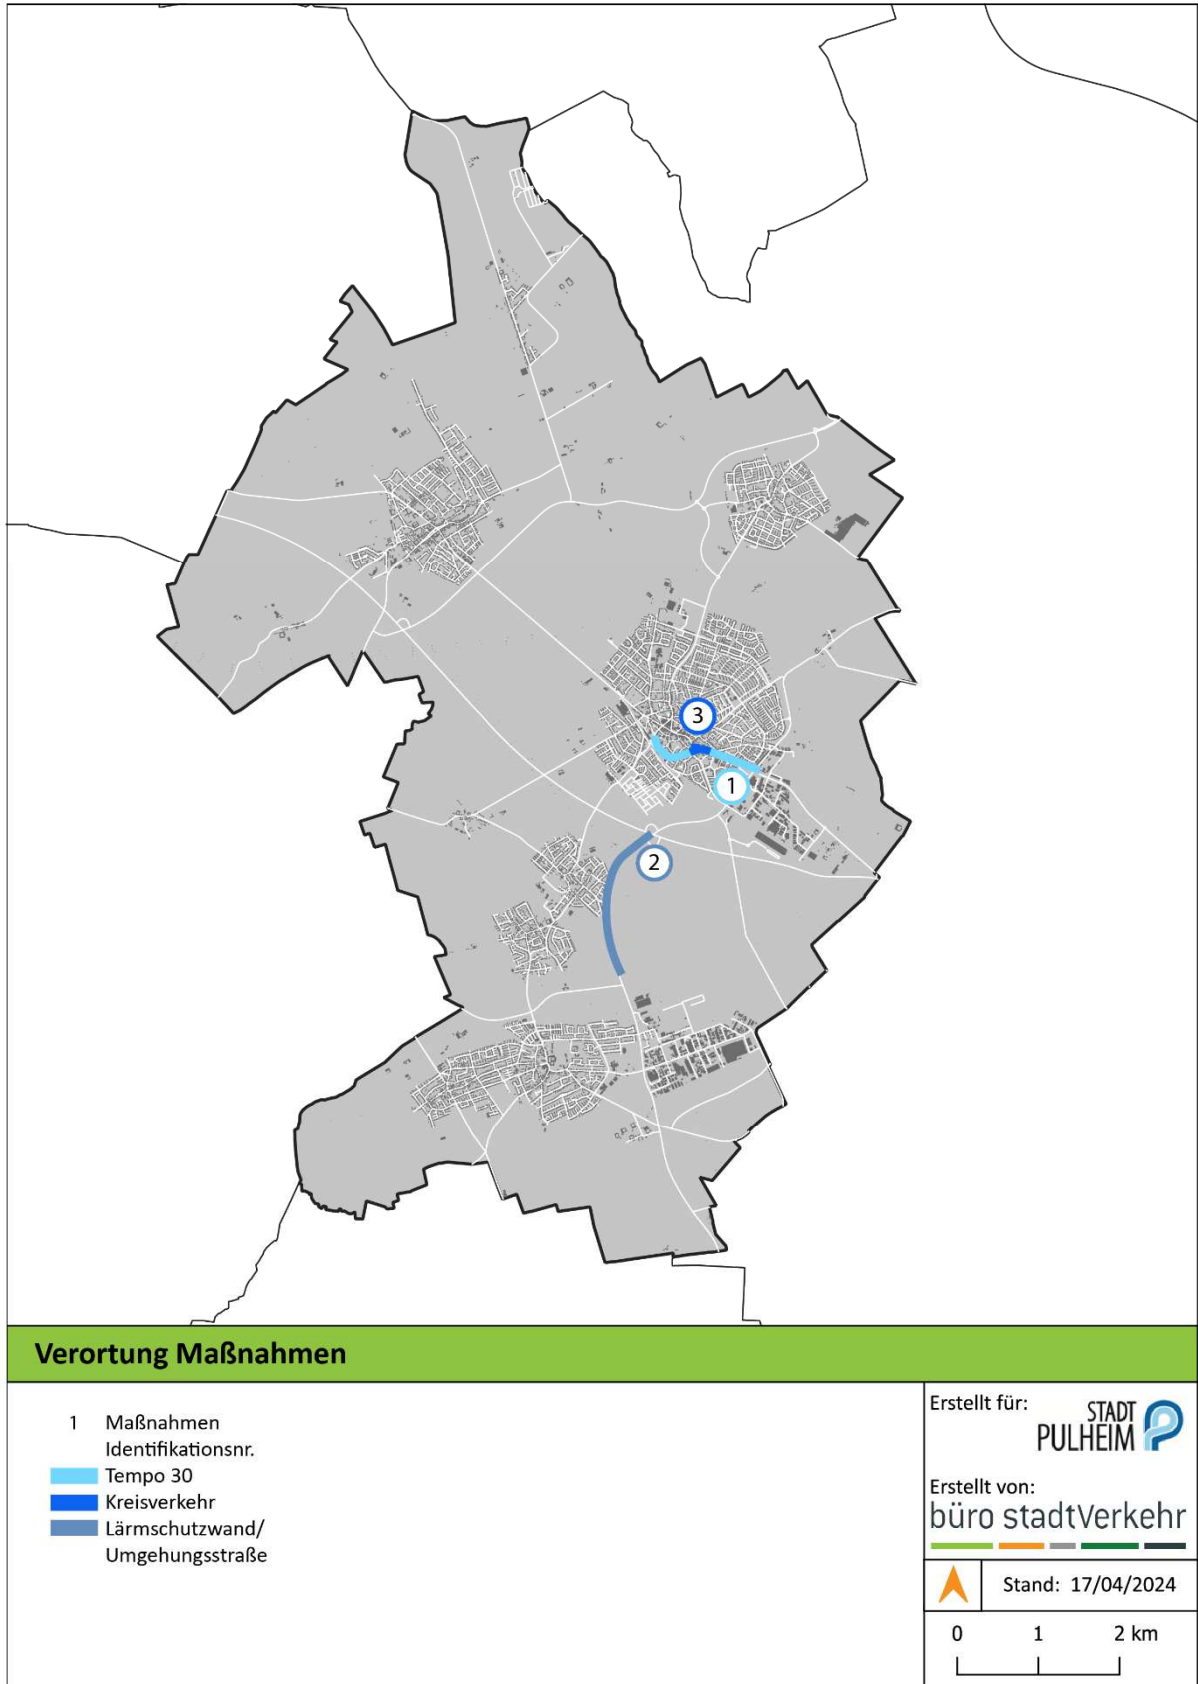 3
1
2
Verortung Maßnahmen
1 Maßnahmen
Identifikationsnr.
Tempo 30
Kreisverkehr
Lärmschutzwand/
Umgehungsstraße
Erstellt für:
STADT
PULHEIM
Erstellt von:
büro stadtVerkehr
Stand: 17/04/2024
0 1 2 km